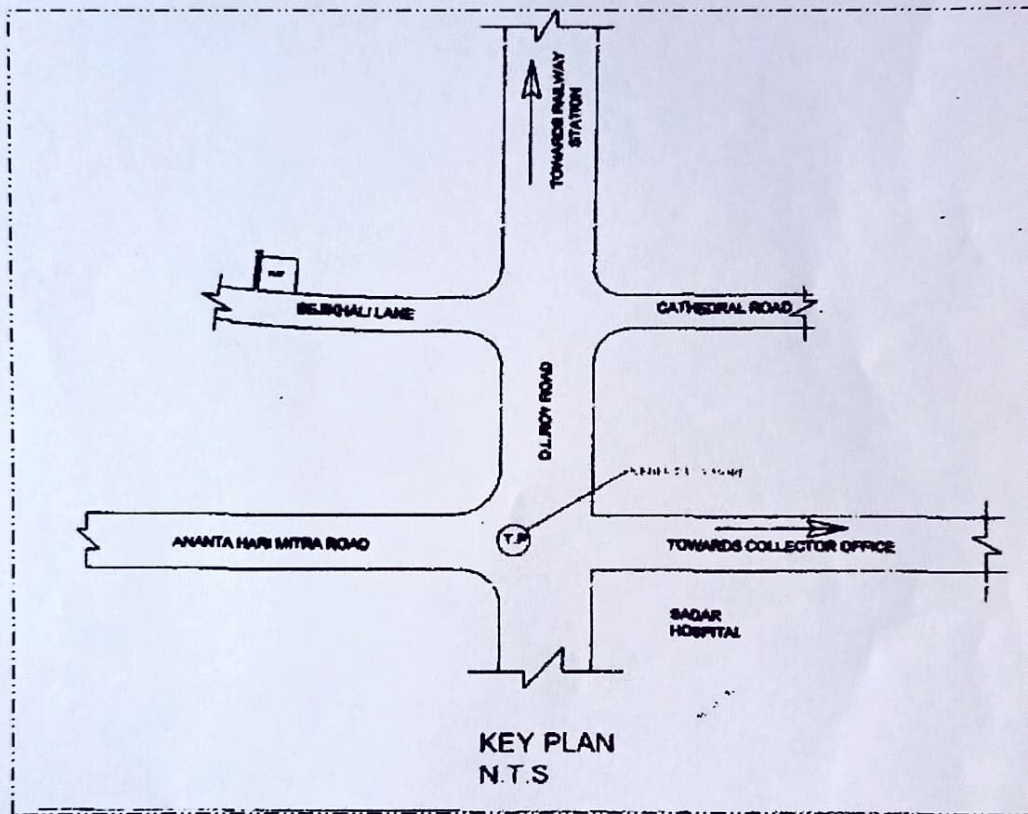 TOWARDS RAILWAY
STATION
BEJIKHALI LANE
CATHEDRAL ROAD
D.L.ROY ROAD
ANANTA HARI MITRA ROAD
T.P
TOWARDS COLLECTOR OFFICE
SADAR
HOSPITAL
KEY PLAN
N.T.S